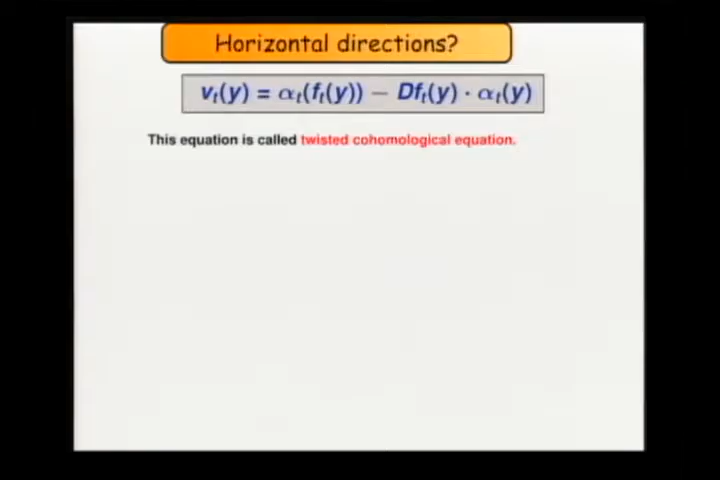 Horizontal directions?
vₜ(y) = αₜ(fₜ(y)) − Dfₜ(y) · αₜ(y)
This equation is called twisted cohomological equation.